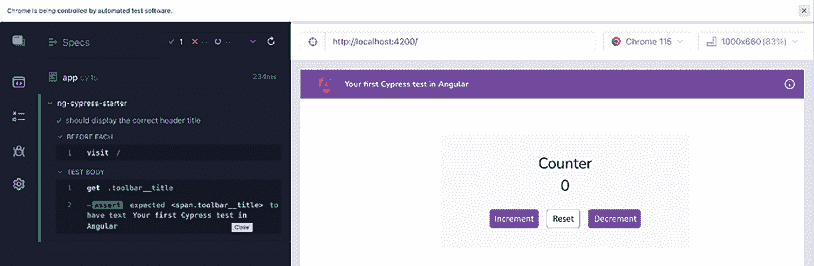 Chrome is being controlled by automated test software.
Specs
1
http://localhost:4200/
Chrome 115
1000x660 (83%)
app.cy.ts
234ms
Your first Cypress test in Angular
ng-cypress-starter
should display the correct header title
BEFORE EACH
1 visit /
TEST BODY
1 get .toolbar__title
2 -assert expected <span.toolbar__title> to
have text Your first Cypress test in
Angular
Close
Counter
0
Increment Reset Decrement